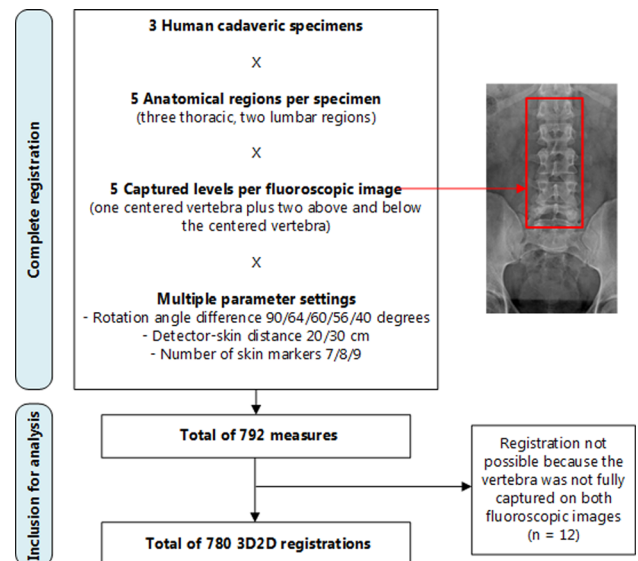 Complete registration
3 Human cadaveric specimens
X
5 Anatomical regions per specimen
(three thoracic, two lumbar regions)
X
5 Captured levels per fluoroscopic image
(one centered vertebra plus two above and below
the centered vertebra)
X
Multiple parameter settings
- Rotation angle difference 90/64/60/56/40 degrees
- Detector-skin distance 20/30 cm
- Number of skin markers 7/8/9
Inclusion for analysis
Total of 792 measures
Registration not
possible because the
vertebra was not fully
captured on both
fluoroscopic images
(n = 12)
Total of 780 3D2D registrations